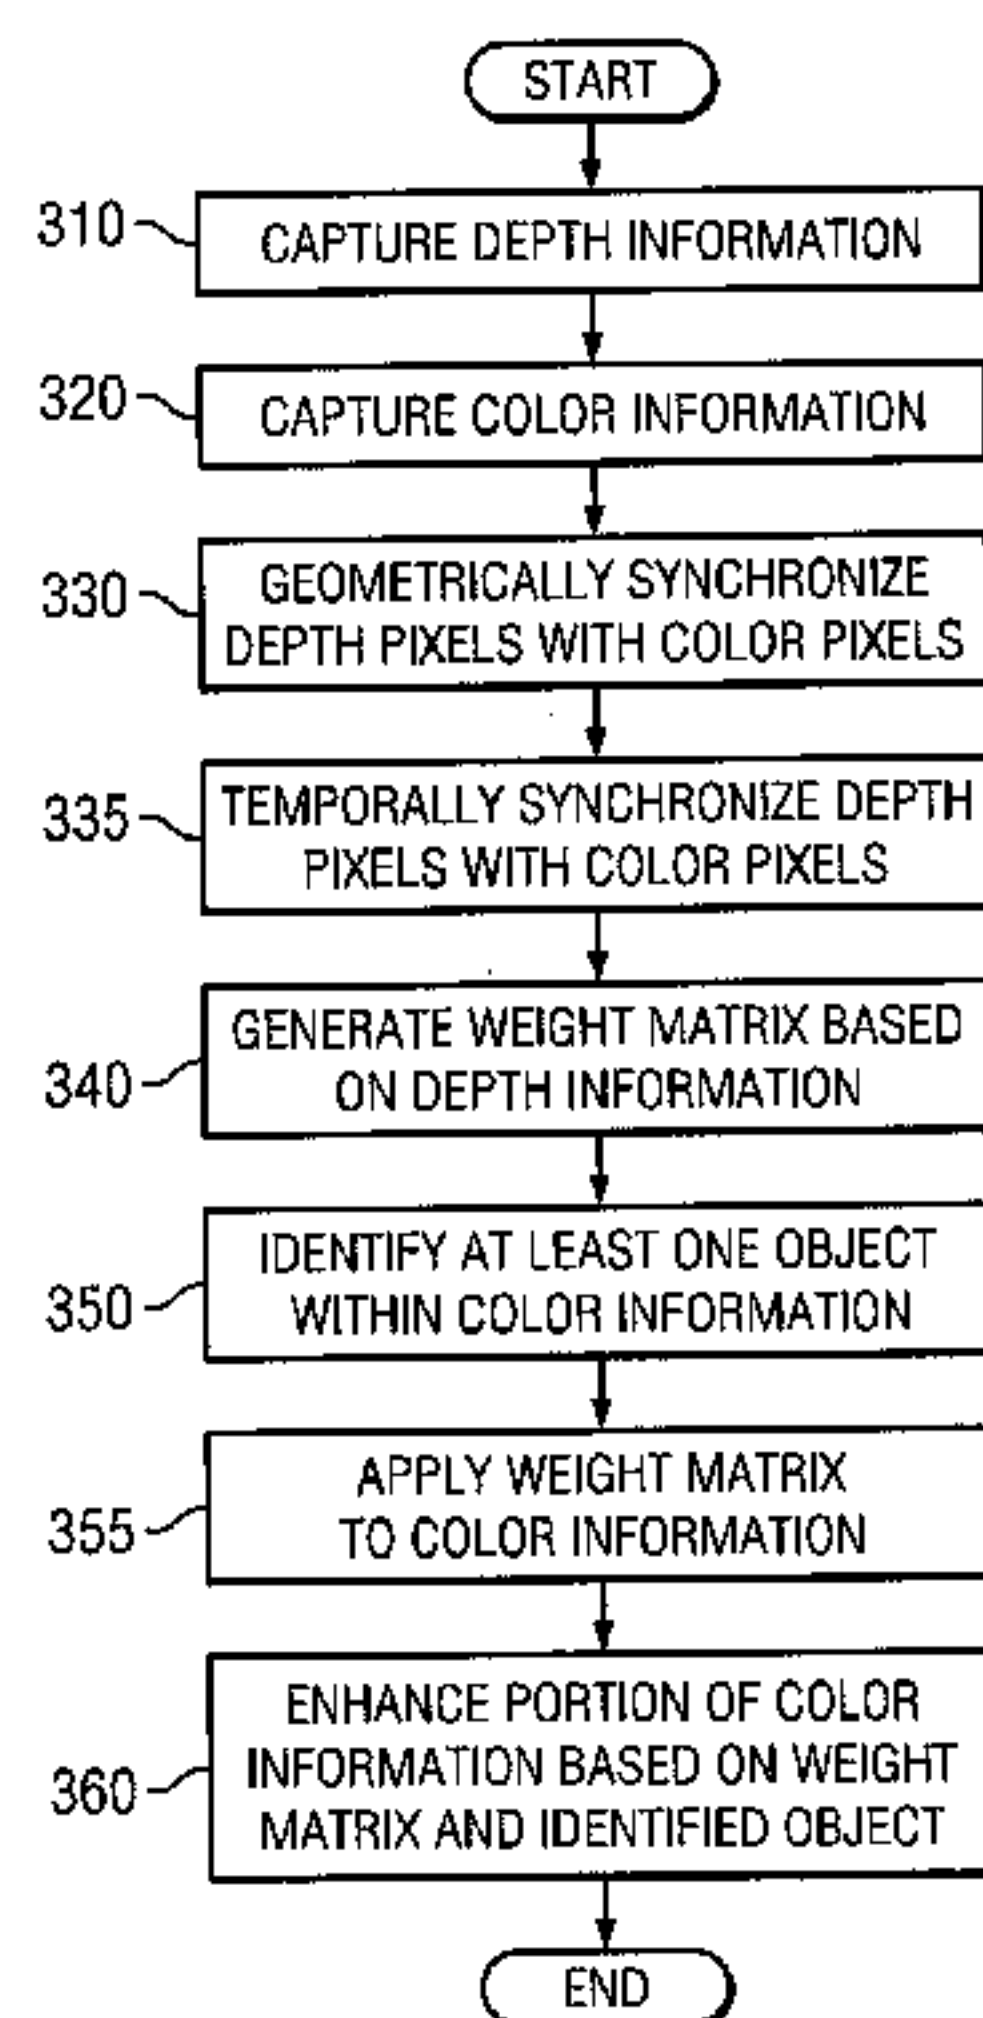 START
310
CAPTURE DEPTH INFORMATION
320
CAPTURE COLOR INFORMATION
330
GEOMETRICALLY SYNCHRONIZE
DEPTH PIXELS WITH COLOR PIXELS
335
TEMPORALLY SYNCHRONIZE DEPTH
PIXELS WITH COLOR PIXELS
340
GENERATE WEIGHT MATRIX BASED
ON DEPTH INFORMATION
350
IDENTIFY AT LEAST ONE OBJECT
WITHIN COLOR INFORMATION
355
APPLY WEIGHT MATRIX
TO COLOR INFORMATION
360
ENHANCE PORTION OF COLOR
INFORMATION BASED ON WEIGHT
MATRIX AND IDENTIFIED OBJECT
END